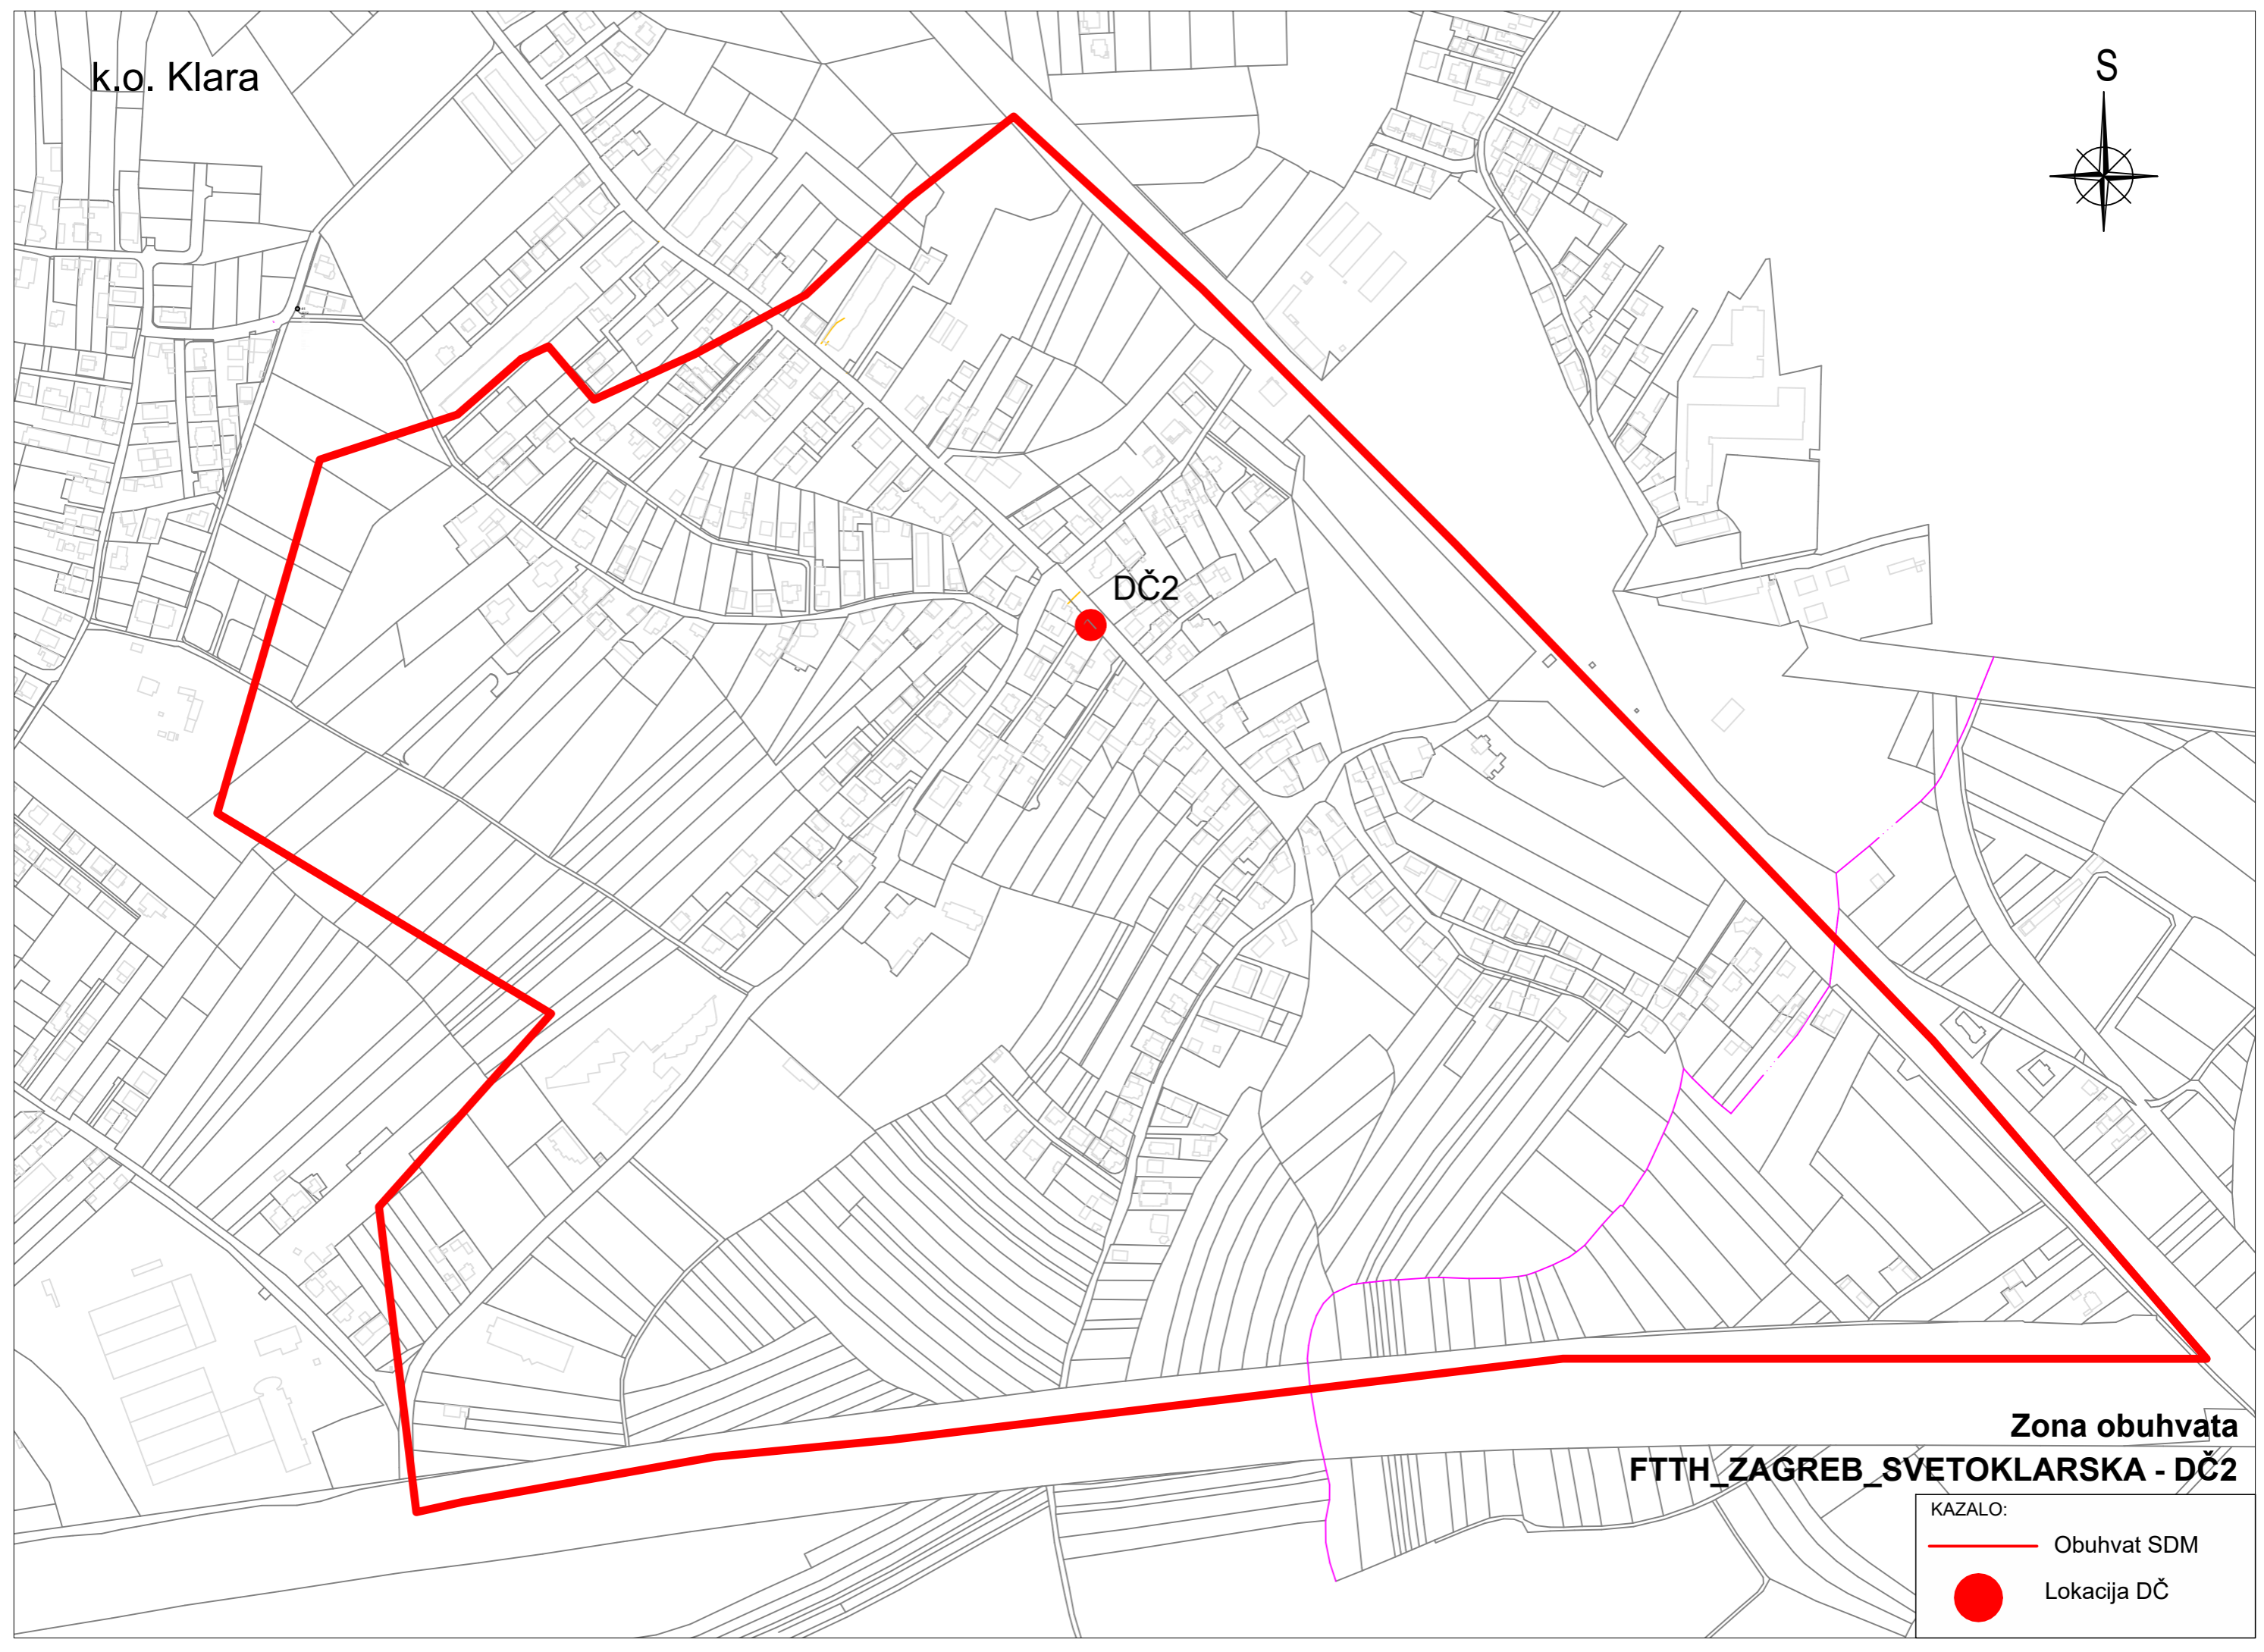 k.o. Klara
S
DČ2
Zona obuhvata
FTTH_ZAGREB_SVETOKLARSKA - DČ2
KAZALO:
Obuhvat SDM
Lokacija DČ